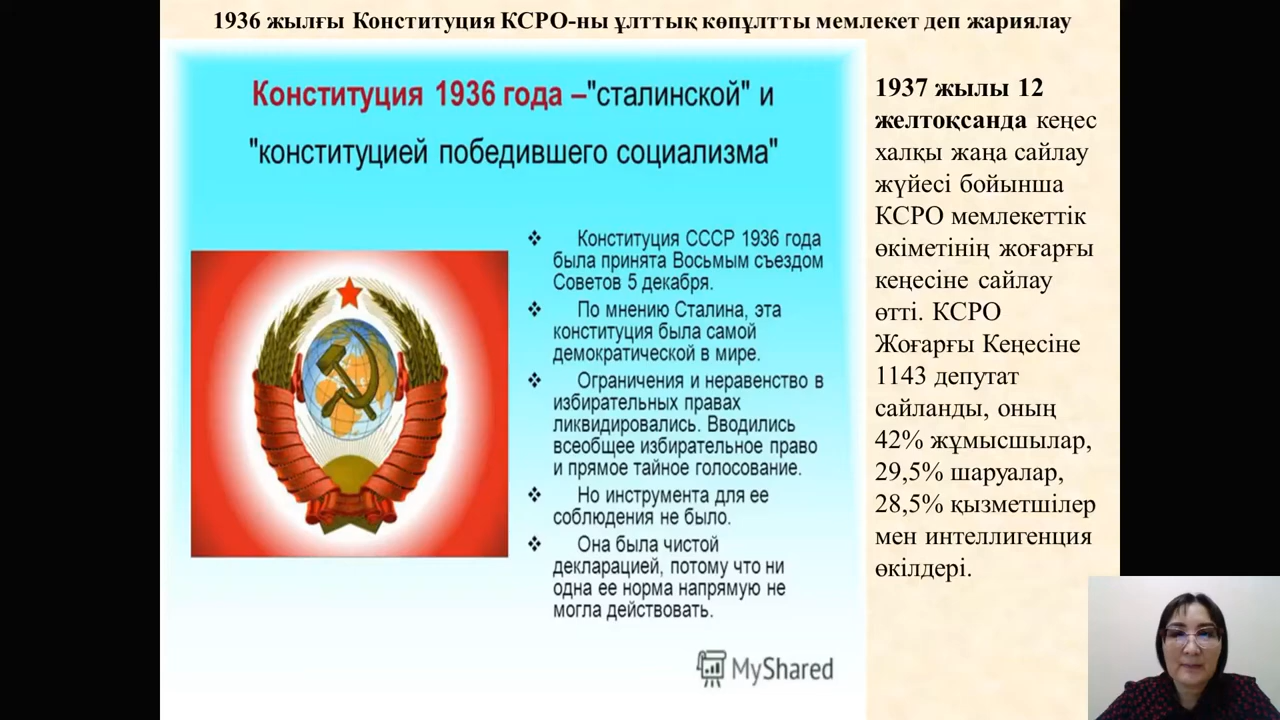 1936 жылғы Конституция КСРО-ны ұлттық көпұлтты мемлекет деп жариялау
Конституция 1936 года –"сталинской" и
"конституцией победившего социализма"
❖ Конституция СССР 1936 года
была принята Восьмым съездом
Советов 5 декабря.
❖ По мнению Сталина, эта
конституция была самой
демократической в мире.
❖ Ограничения и неравенство в
избирательных правах
ликвидировались. Вводились
всеобщее избирательное право
и прямое тайное голосование.
❖ Но инструмента для ее
соблюдения не было.
❖ Она была чистой
декларацией, потому что ни
одна ее норма напрямую не
могла действовать.
MyShared
1937 жылы 12
желтоқсанда кеңес
халқы жаңа сайлау
жүйесі бойынша
КСРО мемлекеттік
өкіметінің жоғарғы
кеңесіне сайлау
өтті. КСРО
Жоғарғы Кеңесіне
1143 депутат
сайланды, оның
42% жұмысшылар,
29,5% шаруалар,
28,5% қызметшілер
мен интеллигенция
өкілдері.